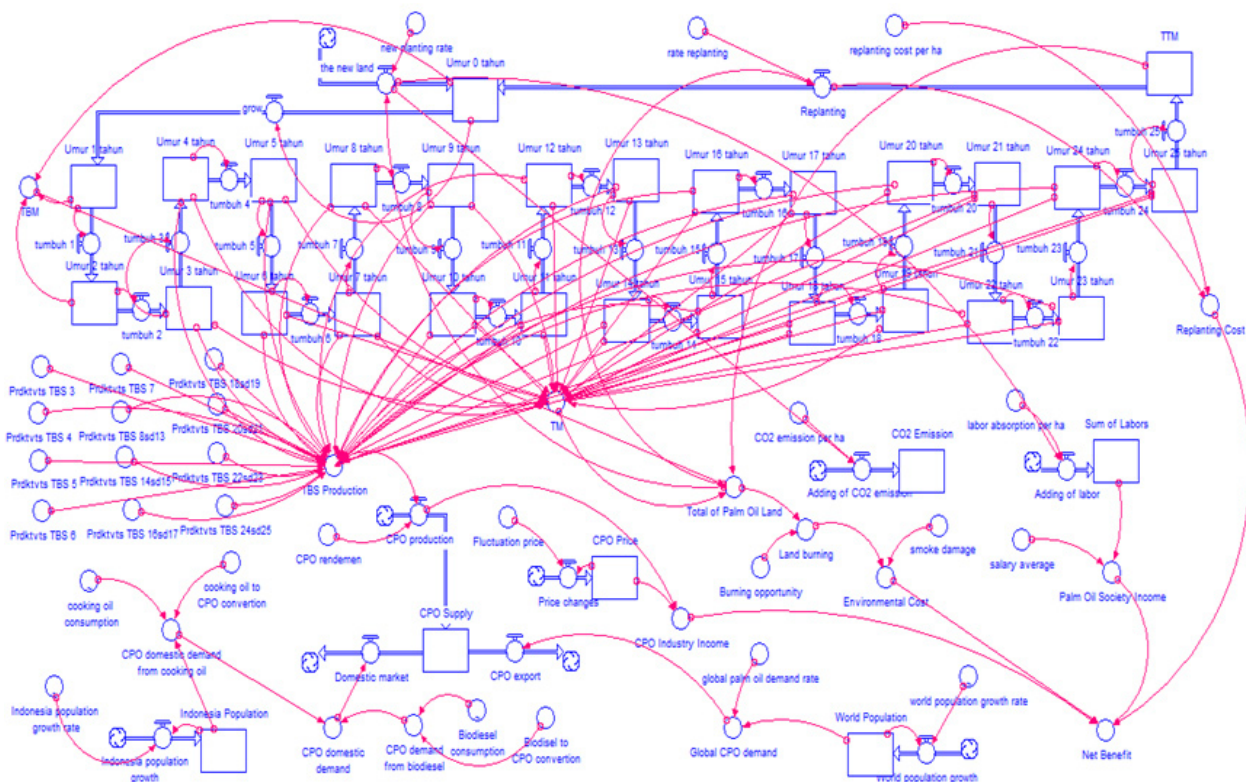 new planting rate
rate replanting
replanting cost per ha
TTM
the new land
Umur 0 tahun
Replanting
grow
tumbuh 25
Umur 1 tahun
Umur 4 tahun
Umur 5 tahun
Umur 8 tahun
Umur 9 tahun
Umur 12 tahun
Umur 13 tahun
Umur 16 tahun
Umur 17 tahun
Umur 20 tahun
Umur 21 tahun
Umur 24 tahun
Umur 25 tahun
TBM
tumbuh 4
tumbuh 8
tumbuh 12
tumbuh 16
tumbuh 20
tumbuh 24
tumbuh 1
tumbuh 3
tumbuh 5
tumbuh 7
tumbuh 9
tumbuh 11
tumbuh 13
tumbuh 15
tumbuh 17
tumbuh 19
tumbuh 21
tumbuh 23
Umur 2 tahun
Umur 3 tahun
Umur 6 tahun
Umur 7 tahun
Umur 10 tahun
Umur 11 tahun
Umur 14 tahun
Umur 15 tahun
Umur 18 tahun
Umur 19 tahun
Umur 22 tahun
Umur 23 tahun
tumbuh 2
tumbuh 6
tumbuh 10
tumbuh 14
tumbuh 18
tumbuh 22
Replanting Cost
Prdktvts TBS 3
Prdktvts TBS 7
Prdktvts TBS 18sd19
TM
Prdktvts TBS 4
Prdktvts TBS 8sd13
Prdktvts TBS 20sd21
CO2 emission per ha
CO2 Emission
labor absorption per ha
Sum of Labors
Prdktvts TBS 5
Prdktvts TBS 14sd15
Prdktvts TBS 22sd23
TBS Production
Adding of CO2 emission
Adding of labor
Prdktvts TBS 6
Prdktvts TBS 16sd17
Prdktvts TBS 24sd25
CPO production
Total of Palm Oil Land
CPO rendemen
Fluctuation price
CPO Price
Land burning
smoke damage
salary average
cooking oil
consumption
cooking oil to
CPO convertion
Price changes
Burning opportunity
Environmental Cost
Palm Oil Society Income
CPO Supply
CPO domestic demand
from cooking oil
Domestic market
CPO export
CPO Industry Income
global palm oil demand rate
Indonesia population
growth rate
Indonesia Population
world population growth rate
Indonesia population
growth
CPO domestic
demand
CPO demand
from biodiesel
Biodiesel
consumption
Biodisel to
CPO convertion
Global CPO demand
World Population
World population growth
Net Benefit